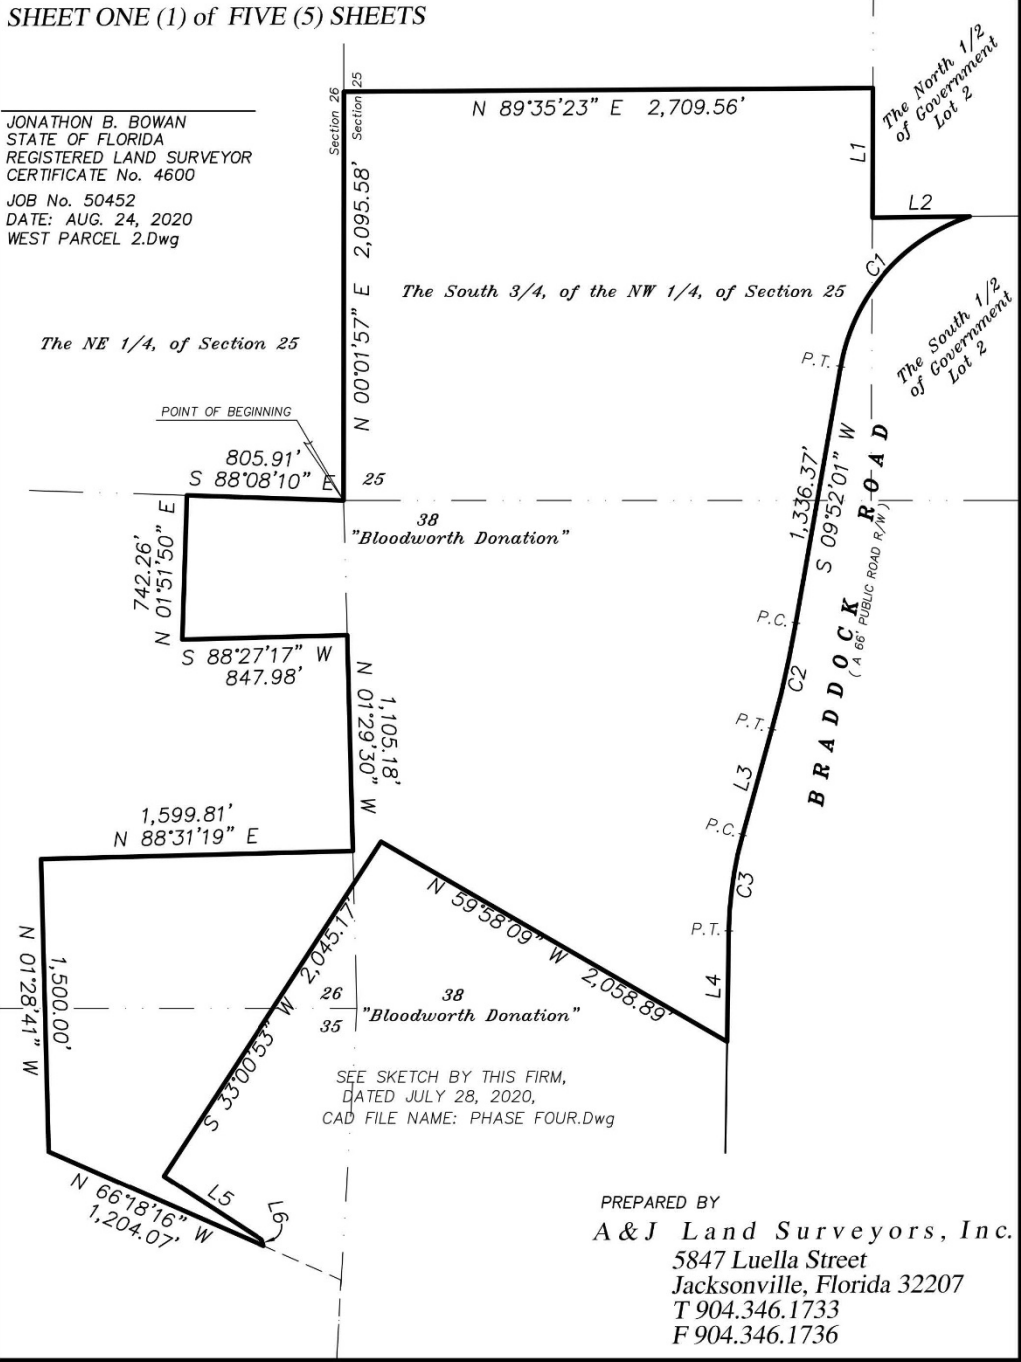 SHEET ONE (1) of FIVE (5) SHEETS
JONATHON B. BOWAN
STATE OF FLORIDA
REGISTERED LAND SURVEYOR
CERTIFICATE No. 4600
JOB No. 50452
DATE: AUG. 24, 2020
WEST PARCEL 2.Dwg
Section 26
Section 25
N 89°35'23" E 2,709.56'
The North 1/2
of Government
Lot 2
L1
L2
C1
N 00°01'57" E 2,095.58'
The South 3/4, of the NW 1/4, of Section 25
The South 1/2
of Government
Lot 2
The NE 1/4, of Section 25
P.T.
POINT OF BEGINNING
805.91'
S 88°08'10" E
25
38
"Bloodworth Donation"
1,336.37'
S 09°52'01" W
BRADDOCK ROAD
( A 66' PUBLIC ROAD R/W )
742.26'
N 01°51'50" E
S 88°27'17" W
847.98'
P.C.
C2
1,105.18'
N 01°29'30" W
P.T.
L3
1,599.81'
N 88°31'19" E
P.C.
C3
N 59°58'09" W 2,058.89'
P.T.
L4
S 33°00'53" W 2,045.17'
1,500.00'
N 01°28'41" W
26
35
38
"Bloodworth Donation"
SEE SKETCH BY THIS FIRM,
DATED JULY 28, 2020,
CAD FILE NAME: PHASE FOUR.Dwg
N 66°18'16" W
1,204.07'
L5
L6
PREPARED BY
A & J Land Surveyors, Inc.
5847 Luella Street
Jacksonville, Florida 32207
T 904.346.1733
F 904.346.1736